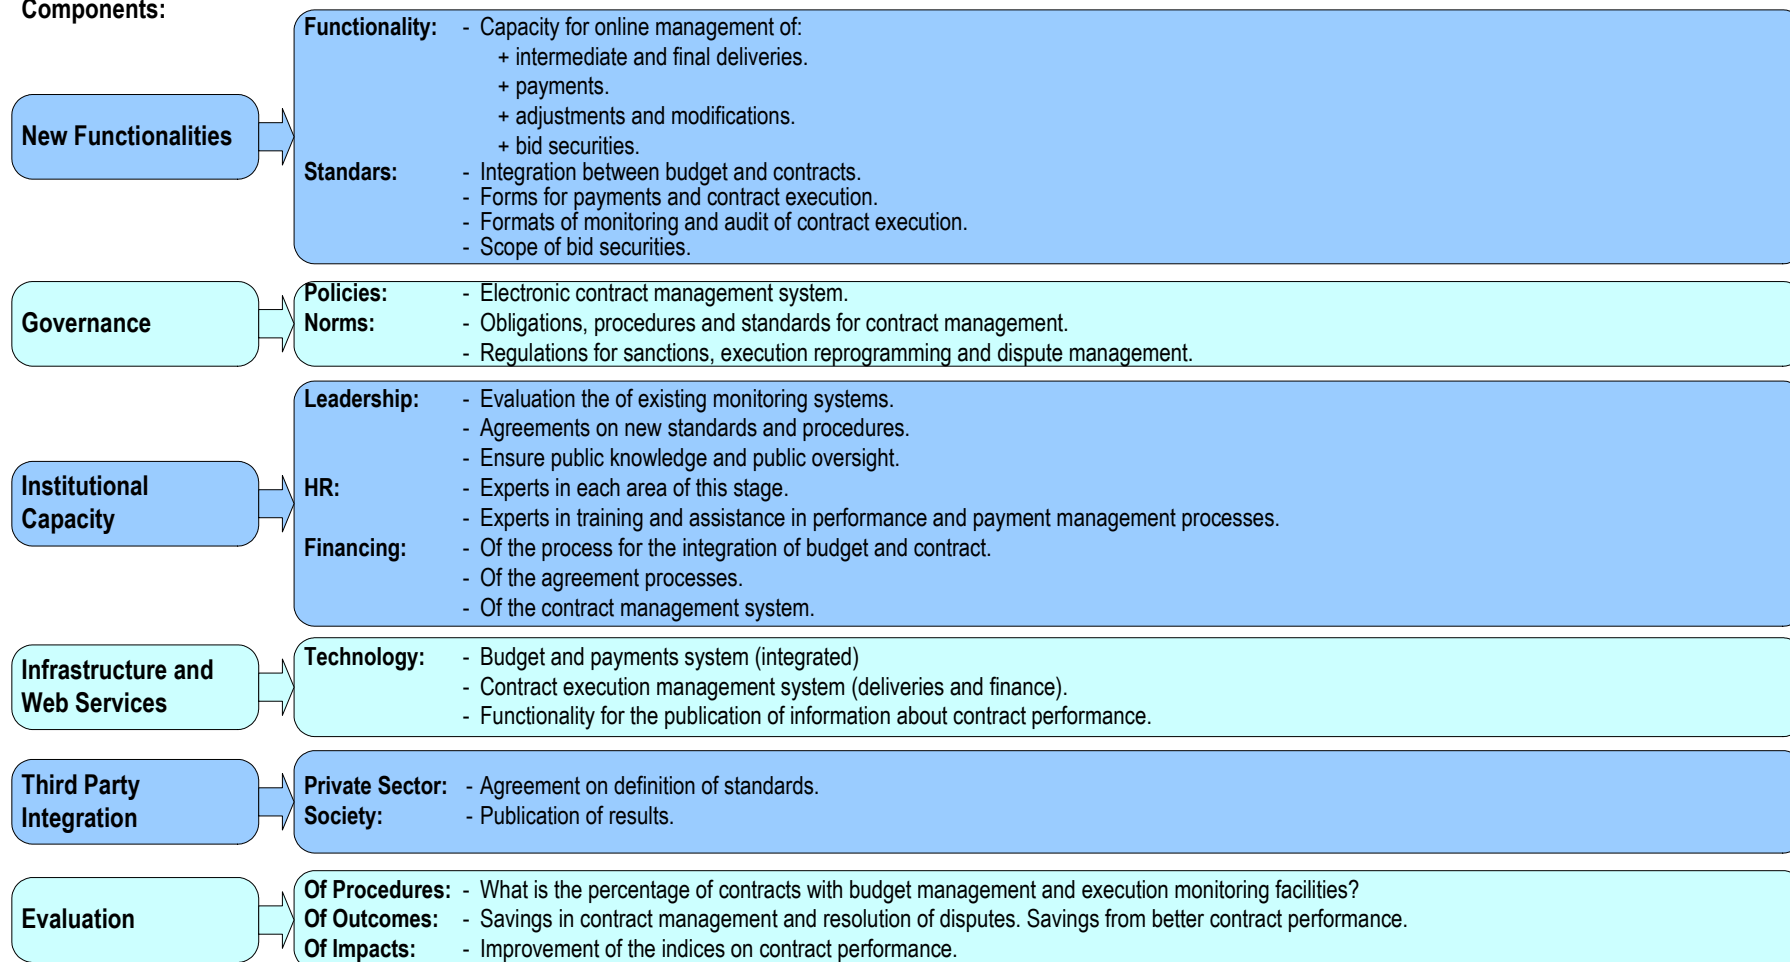 Components:
New Functionalities
Functionality: - Capacity for online management of:
+ intermediate and final deliveries.
+ payments.
+ adjustments and modifications.
+ bid securities.
Standars: - Integration between budget and contracts.
- Forms for payments and contract execution.
- Formats of monitoring and audit of contract execution.
- Scope of bid securities.
Governance
Policies: - Electronic contract management system.
Norms: - Obligations, procedures and standards for contract management.
- Regulations for sanctions, execution reprogramming and dispute management.
Institutional
Capacity
Leadership: - Evaluation the of existing monitoring systems.
- Agreements on new standards and procedures.
- Ensure public knowledge and public oversight.
HR: - Experts in each area of this stage.
- Experts in training and assistance in performance and payment management processes.
Financing: - Of the process for the integration of budget and contract.
- Of the agreement processes.
- Of the contract management system.
Infrastructure and
Web Services
Technology: - Budget and payments system (integrated)
- Contract execution management system (deliveries and finance).
- Functionality for the publication of information about contract performance.
Third Party
Integration
Private Sector: - Agreement on definition of standards.
Society: - Publication of results.
Evaluation
Of Procedures: - What is the percentage of contracts with budget management and execution monitoring facilities?
Of Outcomes: - Savings in contract management and resolution of disputes. Savings from better contract performance.
Of Impacts: - Improvement of the indices on contract performance.